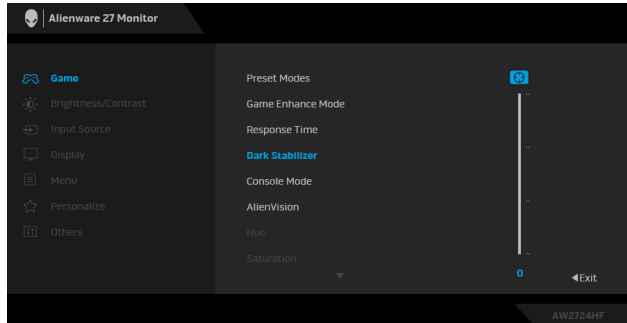 Alienware 27 Monitor
Game
Brightness/Contrast
Input Source
Display
Menu
Personalize
Others
Preset Modes
Game Enhance Mode
Response Time
Dark Stabilizer
Console Mode
AlienVision
Hue
Saturation
0
Exit
AW2724HF